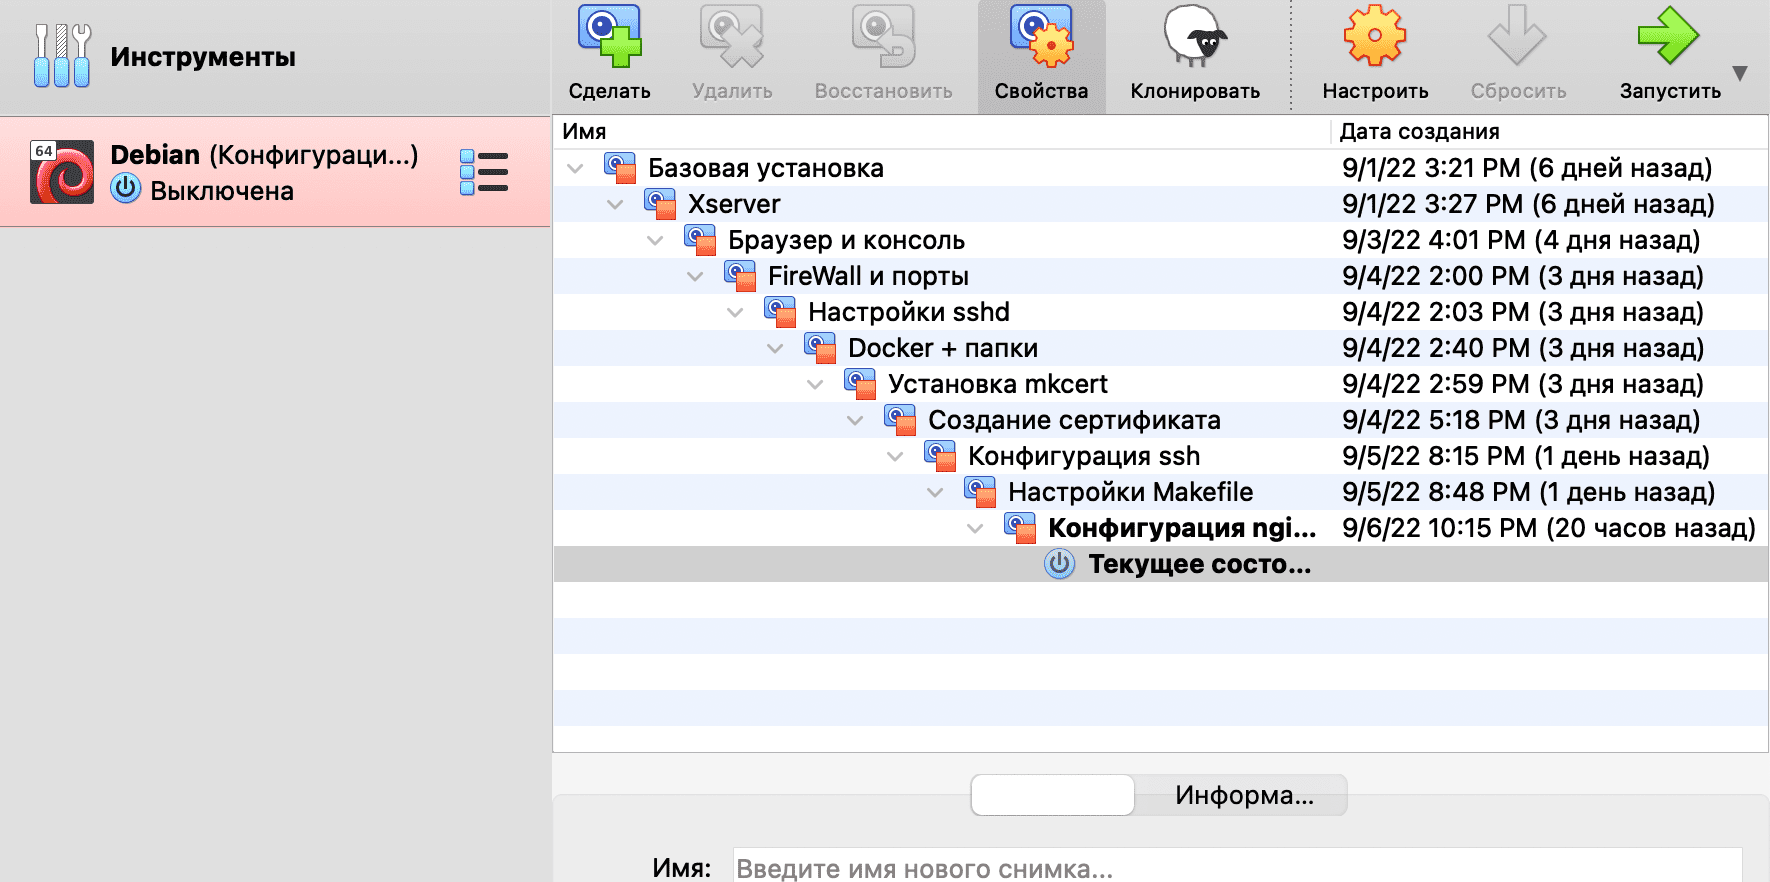 Инструменты
Сделать
Удалить
Восстановить
Свойства
Клонировать
Настроить
Сбросить
Запустить
64
Debian (Конфигураци...)
Выключена
Имя Дата создания
Базовая установка 9/1/22 3:21 PM (6 дней назад)
Xserver 9/1/22 3:27 PM (6 дней назад)
Браузер и консоль 9/3/22 4:01 PM (4 дня назад)
FireWall и порты 9/4/22 2:00 PM (3 дня назад)
Настройки sshd 9/4/22 2:03 PM (3 дня назад)
Docker + папки 9/4/22 2:40 PM (3 дня назад)
Установка mkcert 9/4/22 2:59 PM (3 дня назад)
Создание сертификата 9/4/22 5:18 PM (3 дня назад)
Конфигурация ssh 9/5/22 8:15 PM (1 день назад)
Настройки Makefile 9/5/22 8:48 PM (1 день назад)
Конфигурация ngi... 9/6/22 10:15 PM (20 часов назад)
Текущее состо...
Информа...
Имя: Введите имя нового снимка...